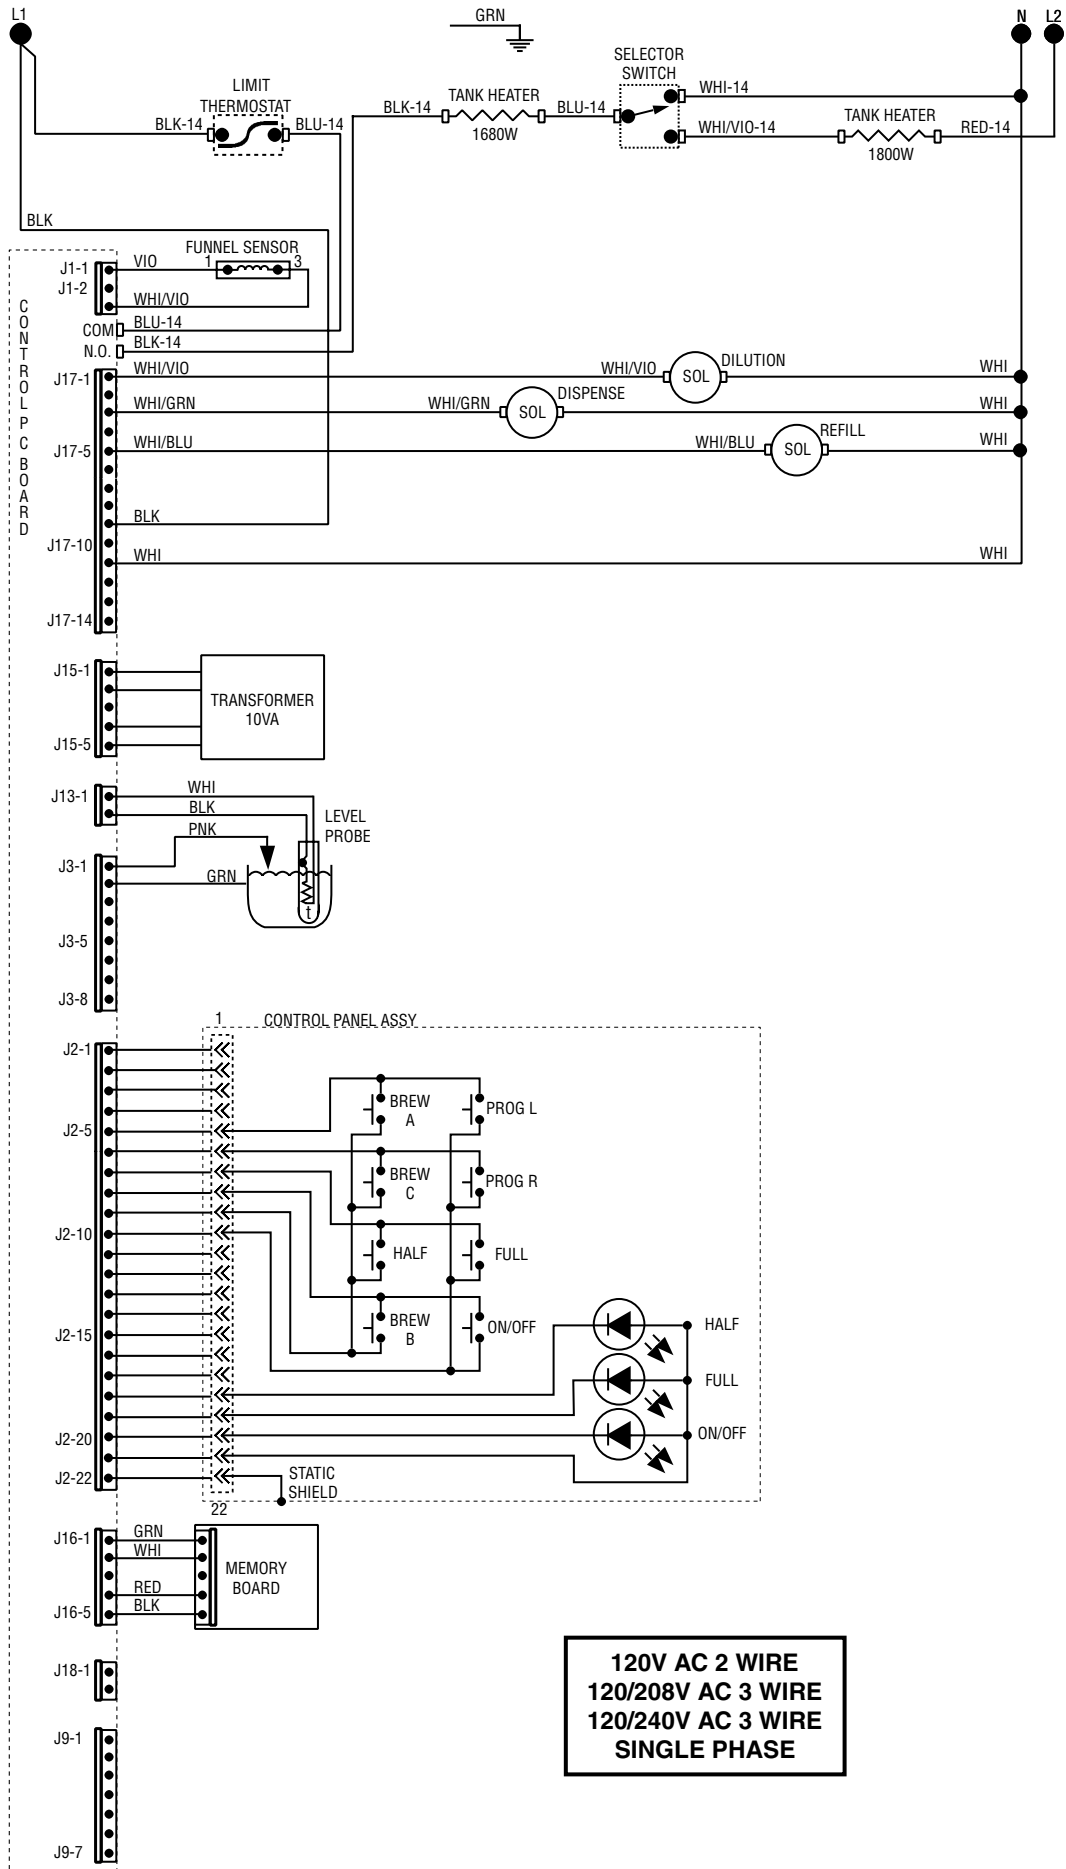 L1
GRN
N L2
SELECTOR
SWITCH
LIMIT
THERMOSTAT
BLK-14
BLU-14
BLK-14
TANK HEATER
1680W
BLU-14
WHI-14
WHI/VIO-14
TANK HEATER
1800W
RED-14
BLK
CONTROL PC BOARD
FUNNEL SENSOR
J1-1
VIO
1
3
J1-2
WHI/VIO
COM
BLU-14
N.O.
BLK-14
J17-1
WHI/VIO
WHI/VIO
SOL
DILUTION
WHI
WHI/GRN
WHI/GRN
SOL
DISPENSE
WHI
J17-5
WHI/BLU
WHI/BLU
SOL
REFILL
WHI
BLK
J17-10
WHI
WHI
J17-14
J15-1
TRANSFORMER
10VA
J15-5
J13-1
WHI
BLK
LEVEL
PROBE
PNK
J3-1
GRN
t
J3-5
J3-8
1
CONTROL PANEL ASSY
J2-1
J2-5
BREW
A
PROG L
BREW
C
PROG R
J2-10
HALF
FULL
J2-15
BREW
B
ON/OFF
HALF
FULL
ON/OFF
J2-20
J2-22
STATIC
SHIELD
22
J16-1
GRN
WHI
MEMORY
BOARD
RED
J16-5
BLK
J18-1
J9-1
J9-7
120V AC 2 WIRE
120/208V AC 3 WIRE
120/240V AC 3 WIRE
SINGLE PHASE